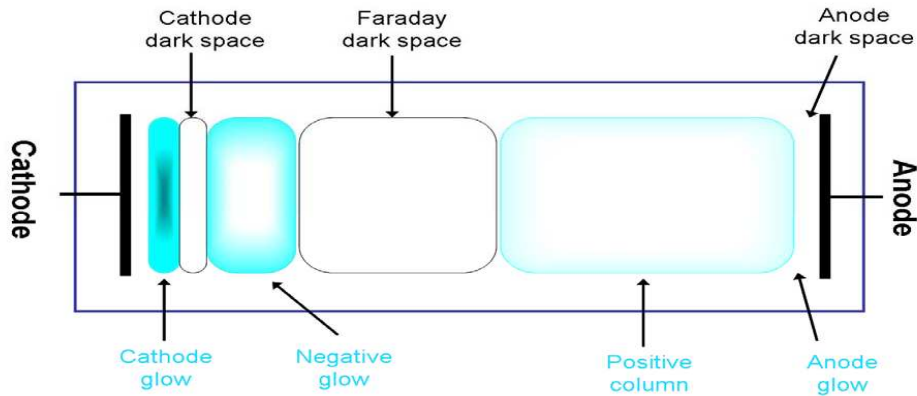 Cathode
dark space
Faraday
dark space
Anode
dark space
Cathode
Anode
Cathode
glow
Negative
glow
Positive
column
Anode
glow